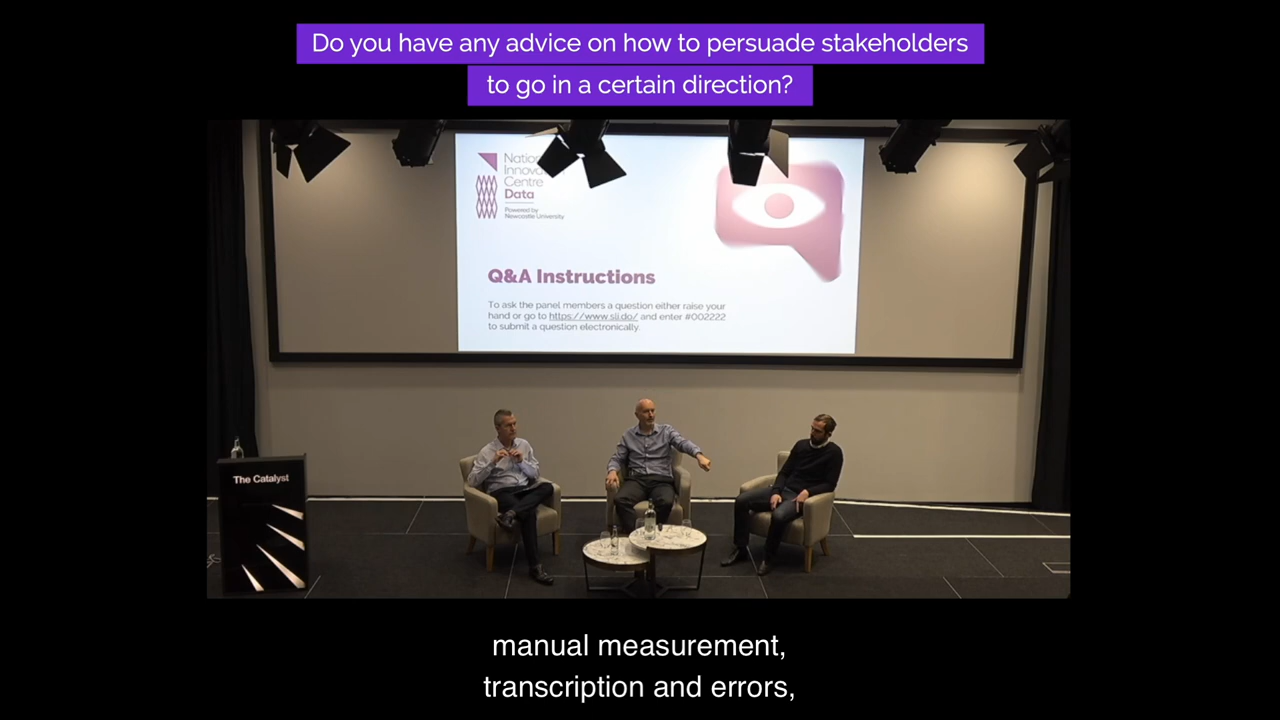 Do you have any advice on how to persuade stakeholders
to go in a certain direction?
Centre
Data
Powered by
Newcastle University
Q&A Instructions
To ask the panel members a question either raise your
hand or go to https://www.sli.do/ and enter #002222
to submit a question electronically.
The Catalyst
manual measurement,
transcription and errors,